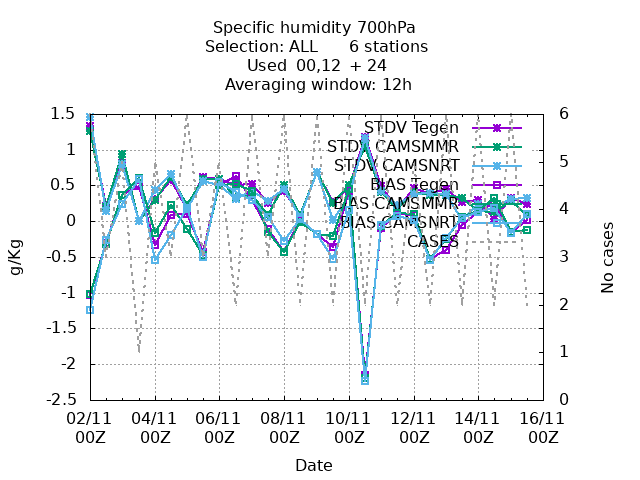 Specific humidity 700hPa
Selection: ALL 6 stations
Used 00,12 + 24
Averaging window: 12h
1.5
1
0.5
0
-0.5
-1
-1.5
-2
-2.5
g/Kg
6
5
4
3
2
1
0
No cases
STDV Tegen
STDV CAMSMMR
STDV CAMSNRT
BIAS Tegen
BIAS CAMSMMR
BIAS CAMSNRT
CASES
02/11 04/11 06/11 08/11 10/11 12/11 14/11 16/11
00Z 00Z 00Z 00Z 00Z 00Z 00Z 00Z
Date